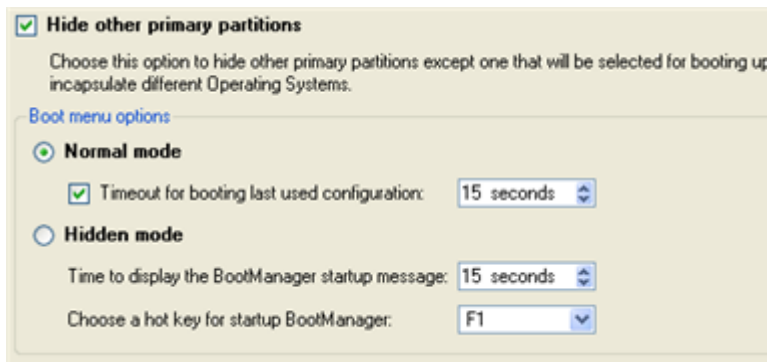 Hide other primary partitions
Choose this option to hide other primary partitions except one that will be selected for booting up
incapsulate different Operating Systems.
Boot menu options
Normal mode
Timeout for booting last used configuration: 15 seconds
Hidden mode
Time to display the BootManager startup message: 15 seconds
Choose a hot key for startup BootManager: F1